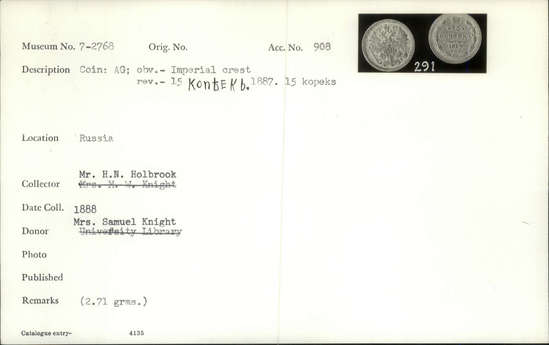 Museum No. 7-2768 Orig. No. Acc. No. 908
291
Description Coin: AG; obv.- Imperial crest
rev.- 15 КОПѢЕКЪ. 1887. 15 kopeks
Location Russia
Mr. H.N. Holbrook
Collector Mrs. M. W. Knight
Date Coll. 1888
Mrs. Samuel Knight
Donor University Library
Photo
Published
Remarks (2.71 grms.)
Catalogue entry- 4135